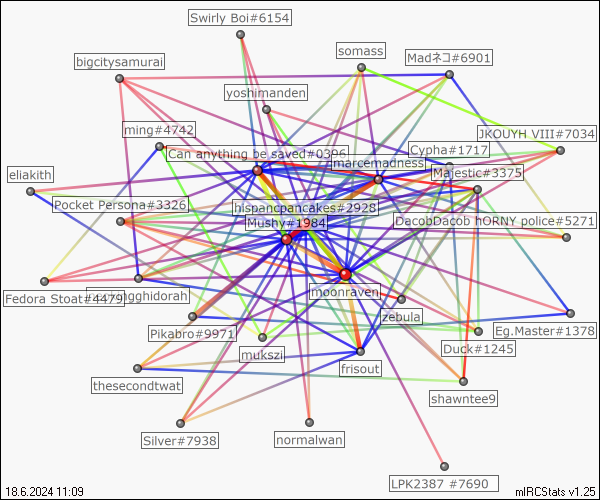 Swirly Boi#6154
somass
Madネコ#6901
bigcitysamurai
yoshimanden
ming#4742
JKOUYH VIII#7034
Can anything be saved#0396
Cypha#1717
marcemadness
Majestic#3375
eliakith
Pocket Persona#3326
hispancpancakes#2928
Mushy#1984
DacobDacob hORNY police#5271
Fedora Stoat#4479
gghidorah
moonraven
zebula
Pikabro#9971
Eg.Master#1378
mukszi
Duck#1245
frisout
thesecondtwat
shawntee9
Silver#7938
normalwan
LPK2387 #7690
18.6.2024 11:09
mIRCStats v1.25